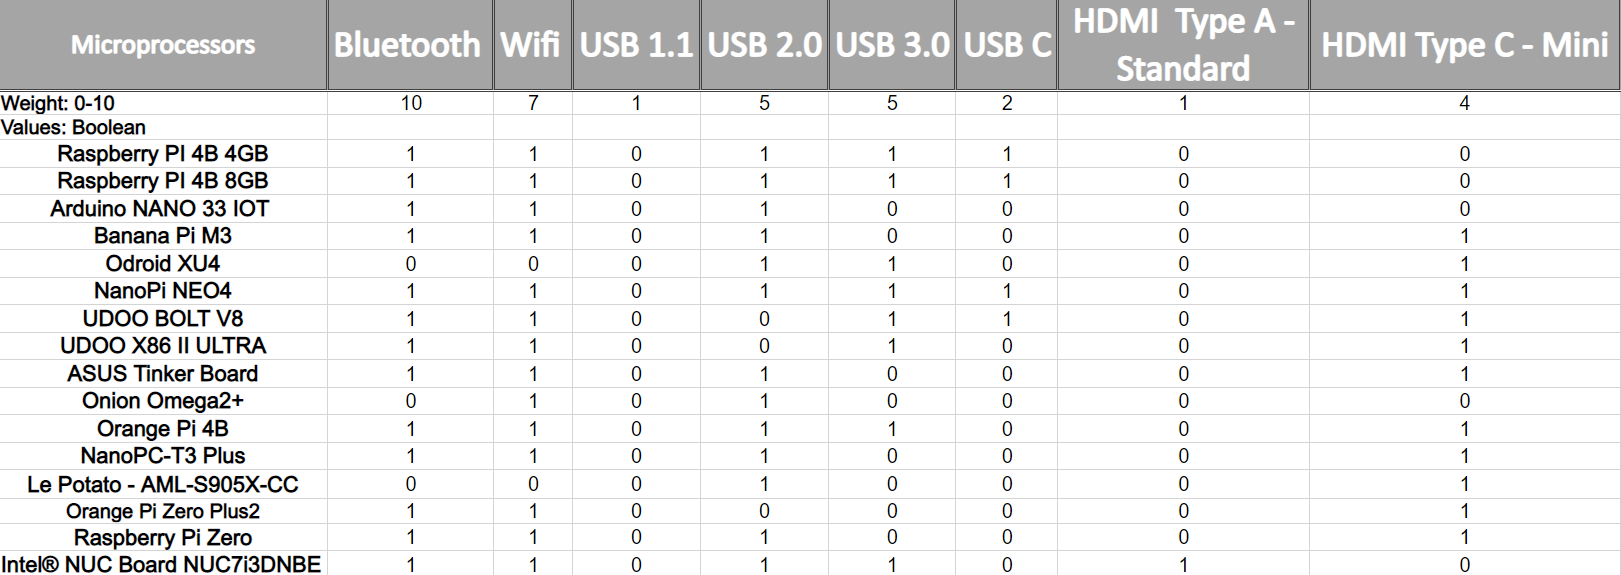 Microprocessors Bluetooth Wifi USB 1.1 USB 2.0 USB 3.0 USB C HDMI Type A - Standard HDMI Type C - Mini
Weight: 0-10 10 7 1 5 5 2 1 4
Values: Boolean
Raspberry PI 4B 4GB 1 1 0 1 1 1 0 0
Raspberry PI 4B 8GB 1 1 0 1 1 1 0 0
Arduino NANO 33 IOT 1 1 0 1 0 0 0 0
Banana Pi M3 1 1 0 1 0 0 0 1
Odroid XU4 0 0 0 1 1 0 0 1
NanoPi NEO4 1 1 0 1 1 1 0 1
UDOO BOLT V8 1 1 0 0 1 1 0 1
UDOO X86 II ULTRA 1 1 0 0 1 0 0 1
ASUS Tinker Board 1 1 0 1 0 0 0 1
Onion Omega2+ 0 1 0 1 0 0 0 0
Orange Pi 4B 1 1 0 1 1 0 0 1
NanoPC-T3 Plus 1 1 0 1 0 0 0 1
Le Potato - AML-S905X-CC 0 0 0 1 0 0 0 1
Orange Pi Zero Plus2 1 1 0 0 0 0 0 1
Raspberry Pi Zero 1 1 0 1 0 0 0 1
Intel® NUC Board NUC7i3DNBE 1 1 0 1 1 0 1 0